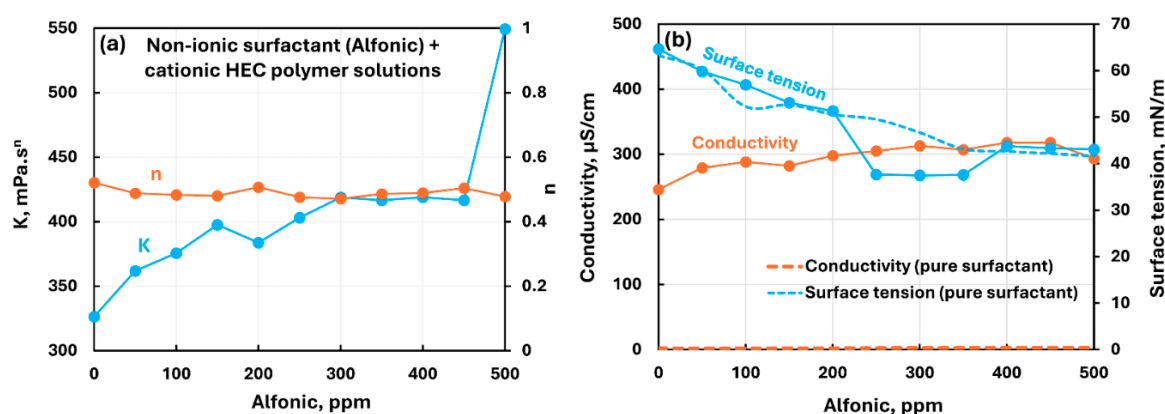 (a)
Non-ionic surfactant (Alfonic) +
cationic HEC polymer solutions
550
500
450
400
350
300
K, mPa.sⁿ
n
K
1
0.8
0.6
0.4
0.2
0
n
0 100 200 300 400 500
Alfonic, ppm
(b)
500
400
300
200
100
0
Conductivity, µS/cm
Surface tension
Conductivity
Conductivity (pure surfactant)
Surface tension (pure surfactant)
70
60
50
40
30
20
10
0
Surface tension, mN/m
0 100 200 300 400 500
Alfonic, ppm